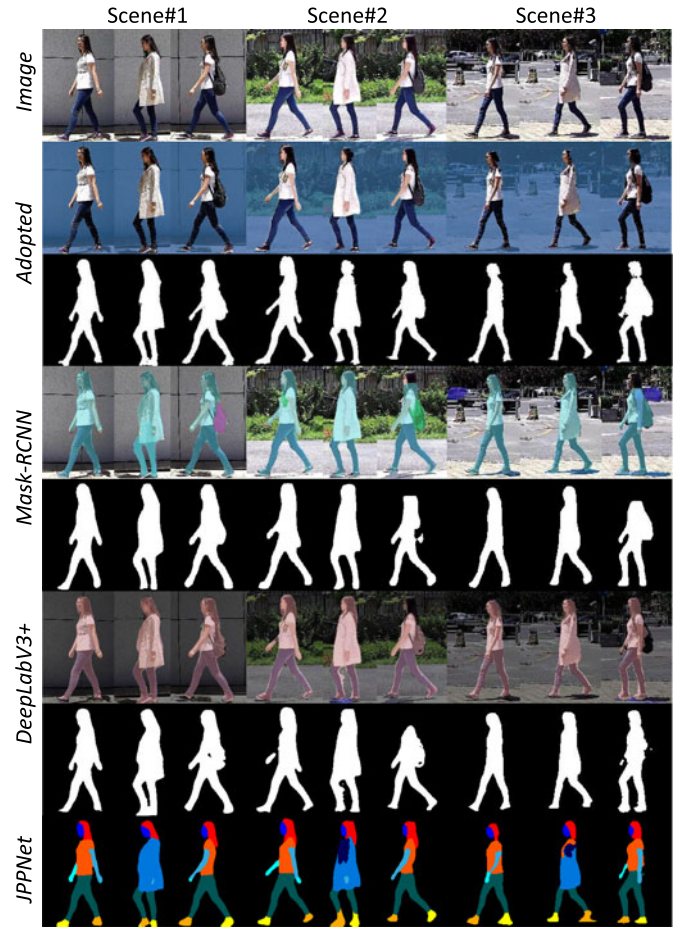 Scene#1 Scene#2 Scene#3
Image
Adopted
Mask-RCNN
DeepLabV3+
JPPNet